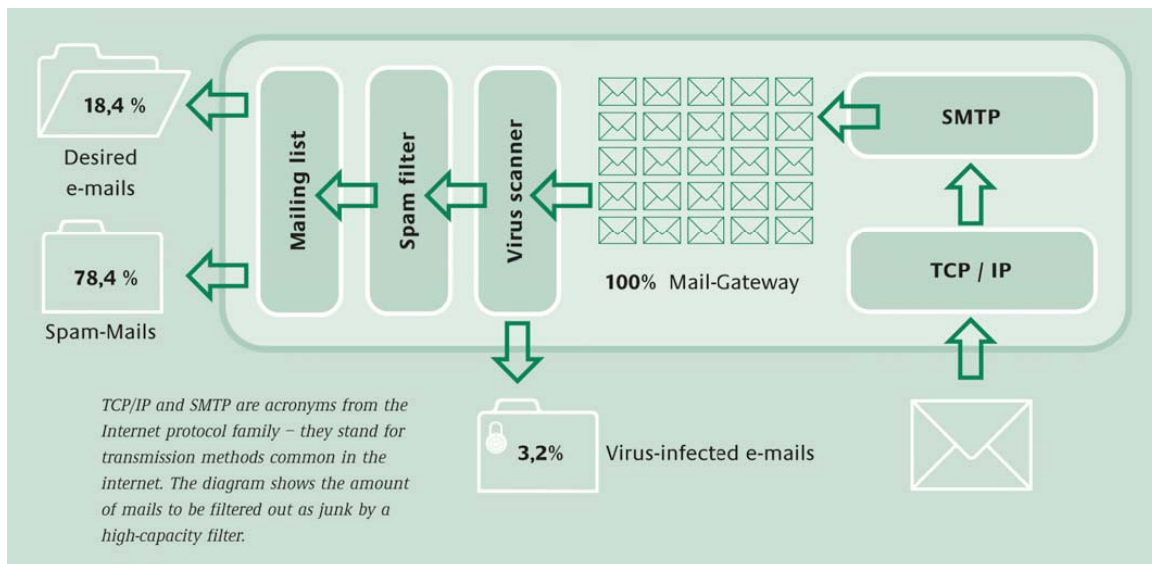 18,4 %
Desired
e-mails
78,4 %
Spam-Mails
Mailing list
Spam filter
Virus scanner
100% Mail-Gateway
SMTP
TCP / IP
3,2%
Virus-infected e-mails
TCP/IP and SMTP are acronyms from the
Internet protocol family – they stand for
transmission methods common in the
internet. The diagram shows the amount
of mails to be filtered out as junk by a
high-capacity filter.